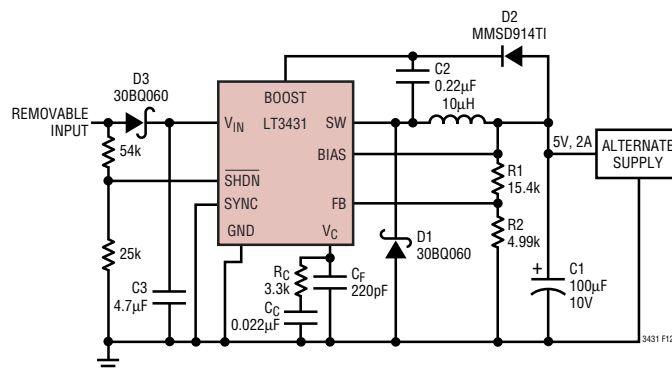 D2
MMSD914TI
C2
0.22µF
D3
30BQ060
10µH
REMOVABLE
INPUT
BOOST
LT3431
VIN
SW
BIAS
SHDN
SYNC
FB
GND
VC
54k
25k
5V, 2A
ALTERNATE
SUPPLY
R1
15.4k
R2
4.99k
D1
30BQ060
RC
3.3k
CF
220pF
CC
0.022µF
C3
4.7µF
+
C1
100µF
10V
3431 F12